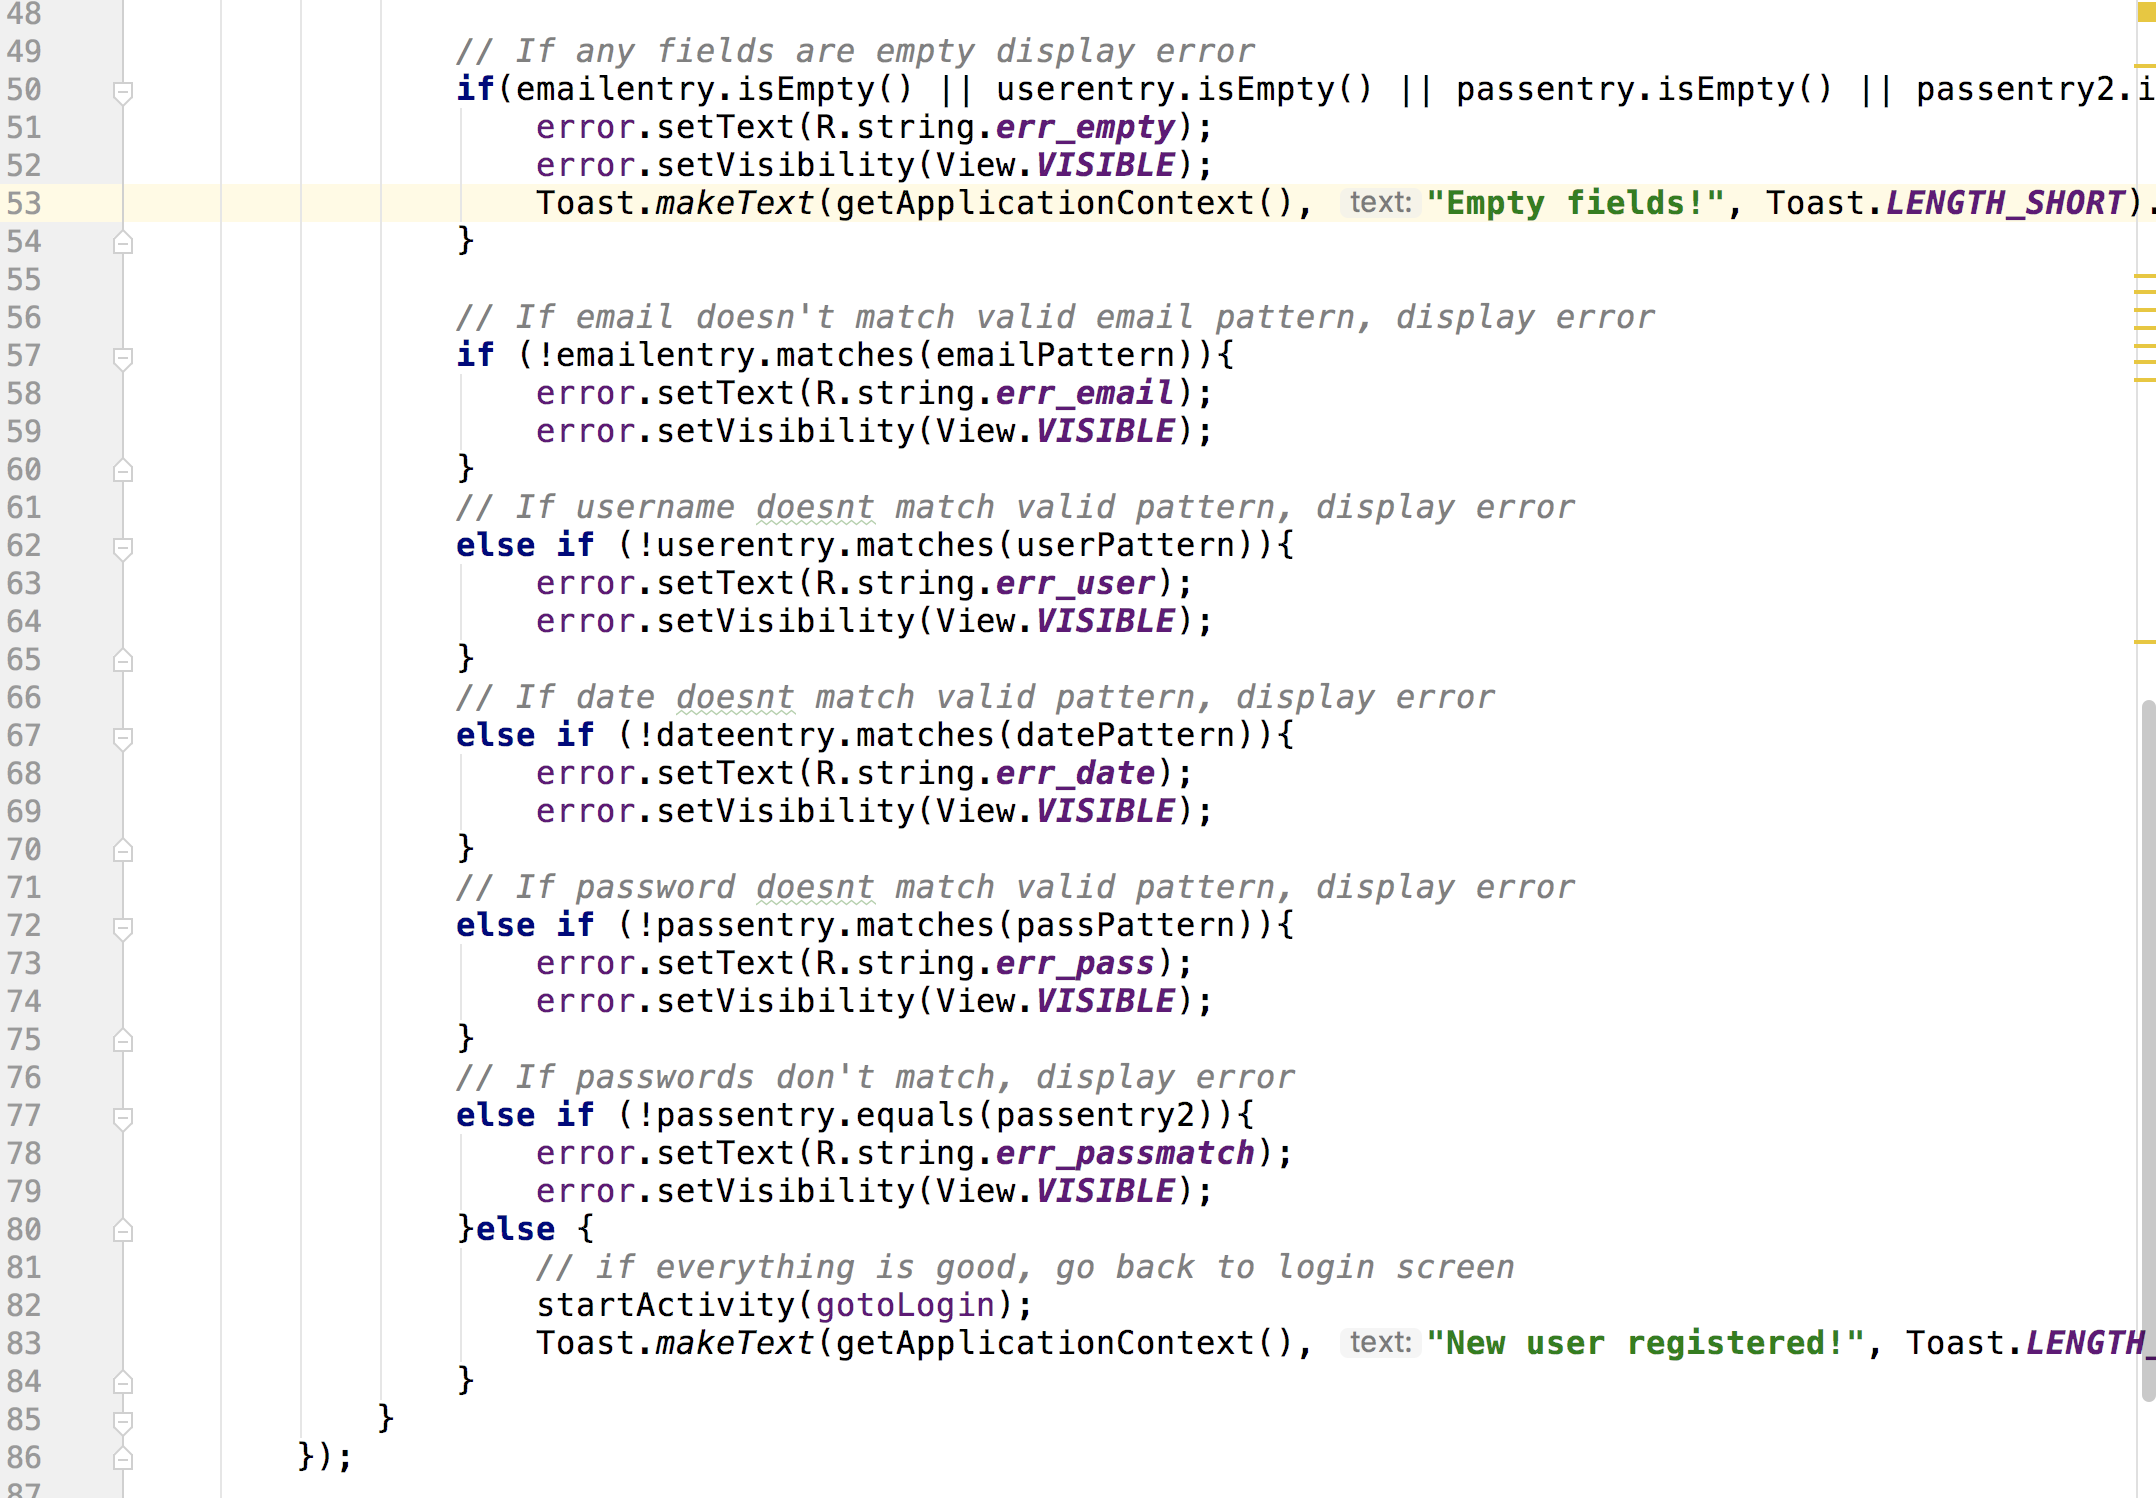 48
49 // If any fields are empty display error
50 if(emailentry.isEmpty() || userentry.isEmpty() || passentry.isEmpty() || passentry2.i
51 error.setText(R.string.err_empty);
52 error.setVisibility(View.VISIBLE);
53 Toast.makeText(getApplicationContext(), text: "Empty fields!", Toast.LENGTH_SHORT).
54 }
55
56 // If email doesn't match valid email pattern, display error
57 if (!emailentry.matches(emailPattern)){
58 error.setText(R.string.err_email);
59 error.setVisibility(View.VISIBLE);
60 }
61 // If username doesnt match valid pattern, display error
62 else if (!userentry.matches(userPattern)){
63 error.setText(R.string.err_user);
64 error.setVisibility(View.VISIBLE);
65 }
66 // If date doesnt match valid pattern, display error
67 else if (!dateentry.matches(datePattern)){
68 error.setText(R.string.err_date);
69 error.setVisibility(View.VISIBLE);
70 }
71 // If password doesnt match valid pattern, display error
72 else if (!passentry.matches(passPattern)){
73 error.setText(R.string.err_pass);
74 error.setVisibility(View.VISIBLE);
75 }
76 // If passwords don't match, display error
77 else if (!passentry.equals(passentry2)){
78 error.setText(R.string.err_passmatch);
79 error.setVisibility(View.VISIBLE);
80 }else {
81 // if everything is good, go back to login screen
82 startActivity(gotoLogin);
83 Toast.makeText(getApplicationContext(), text: "New user registered!", Toast.LENGTH_
84 }
85 }
86 });
87